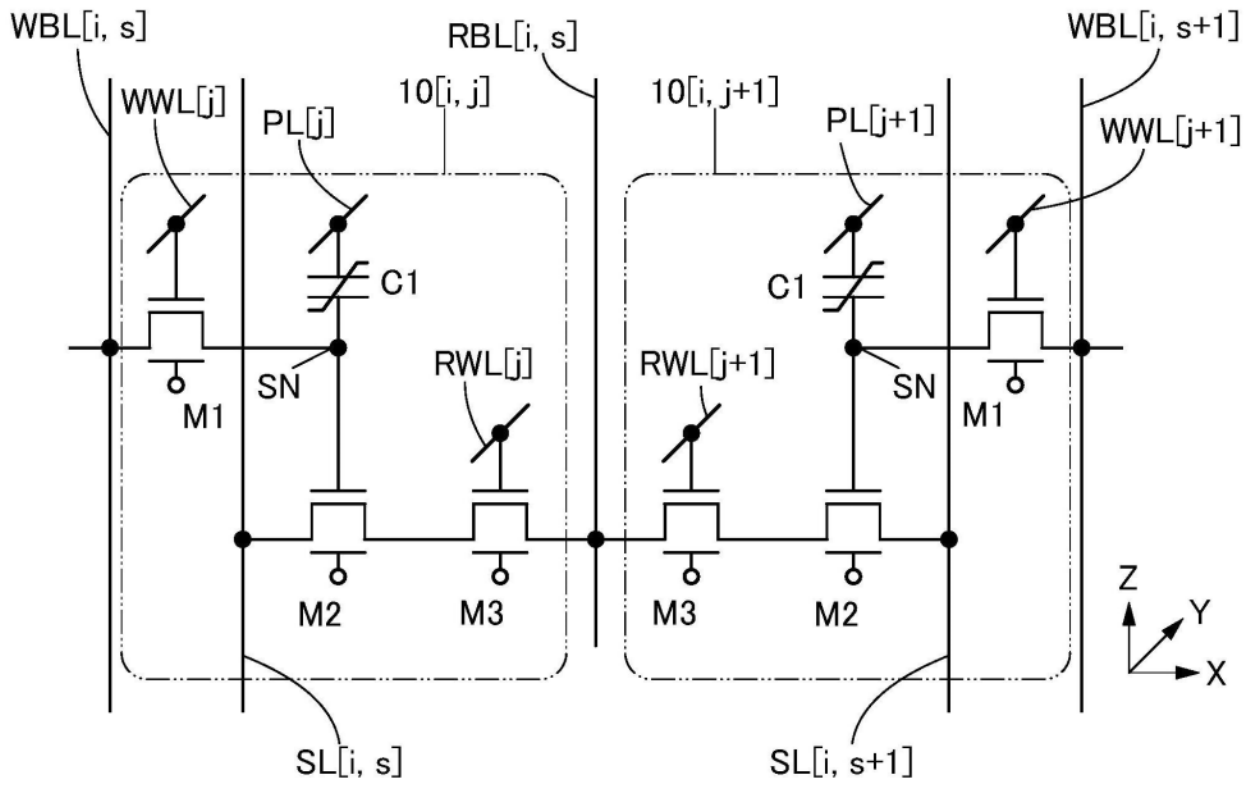 WBL[i, s]
RBL[i, s]
WBL[i, s+1]
WWL[j]
PL[j]
10[i, j]
10[i, j+1]
PL[j+1]
WWL[j+1]
C1
C1
SN
RWL[j]
RWL[j+1]
SN
M1
M1
M2
M3
M3
M2
Z
Y
X
SL[i, s]
SL[i, s+1]